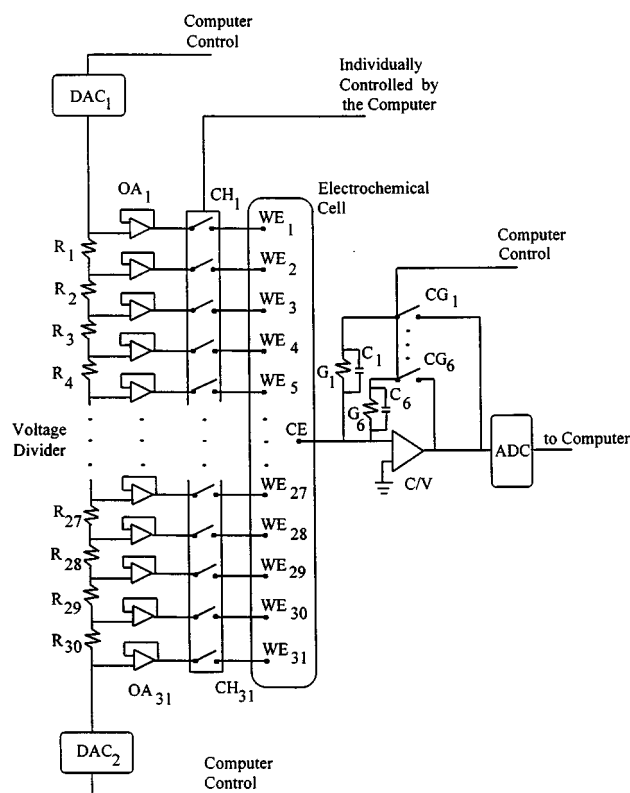 Computer
Control
DAC1
Individually
Controlled by
the Computer
OA1
CH1
Electrochemical
Cell
WE1
R1
WE2
R2
WE3
R3
WE4
R4
WE5
Computer
Control
CG1
C1
G1
CG6
C6
G6
Voltage
Divider
CE
C/V
ADC
to Computer
WE27
R27
WE28
R28
WE29
R29
WE30
R30
WE31
OA31
CH31
DAC2
Computer
Control